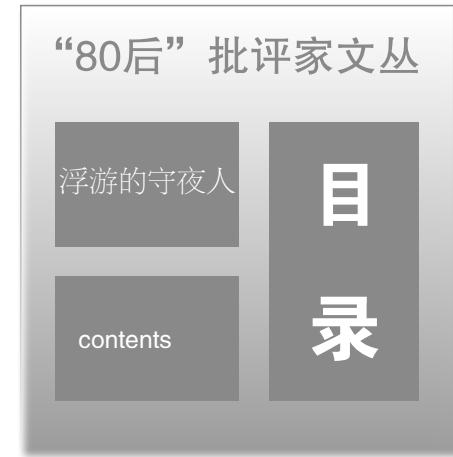 “80后”批评家文丛
浮游的守夜人
contents
目
录